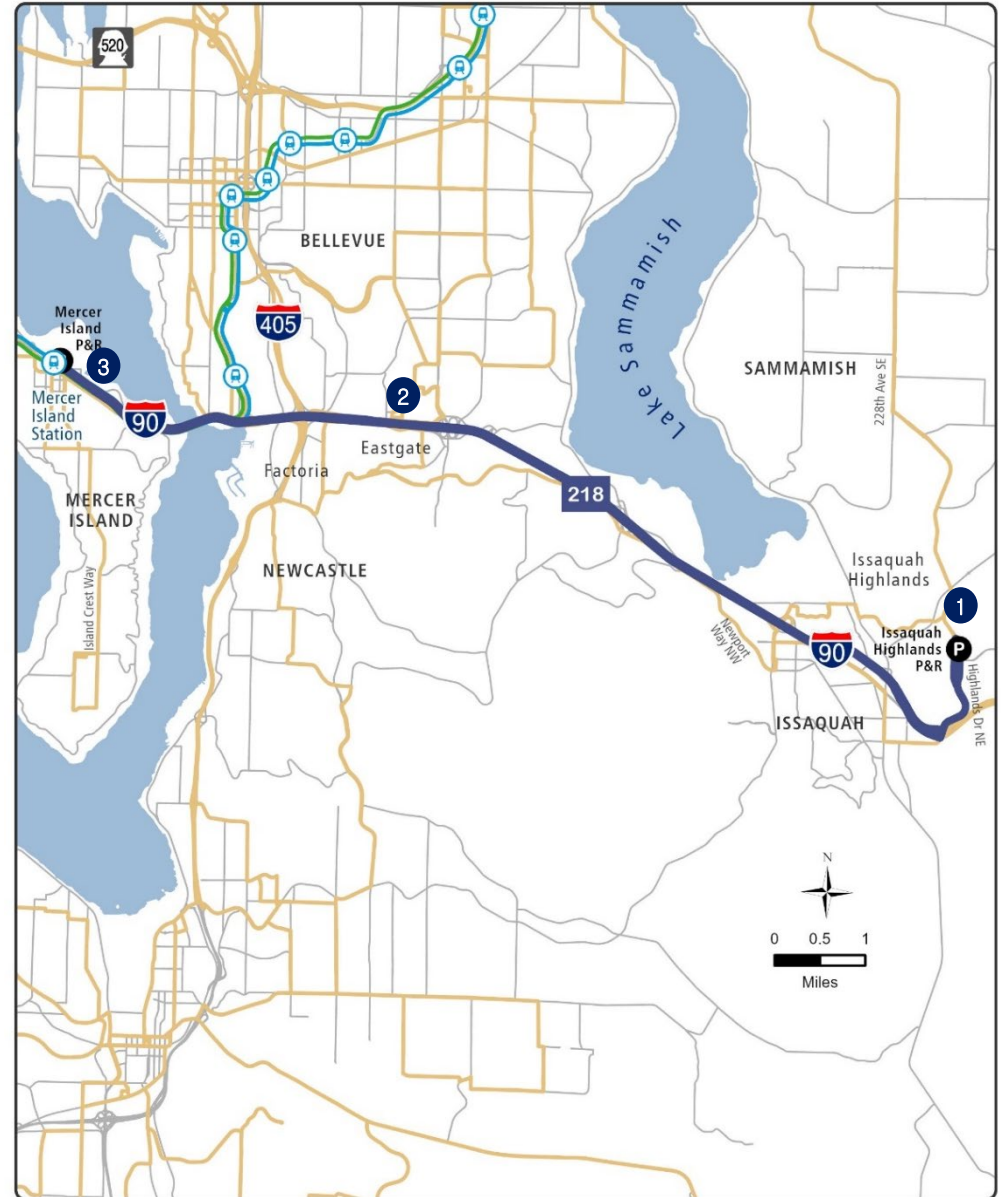 520
BELLEVUE
405
Lake Sammamish
Mercer
Island
P&R
3
Mercer
Island
Station
90
2
Eastgate
Factoria
SAMMAMISH
228th Ave SE
218
MERCER
ISLAND
Island Crest Way
NEWCASTLE
Issaquah
Highlands
1
Issaquah
Highlands
P&R
P
Newport
Way NW
90
Highlands Dr NE
ISSAQUAH
N
0 0.5 1
Miles